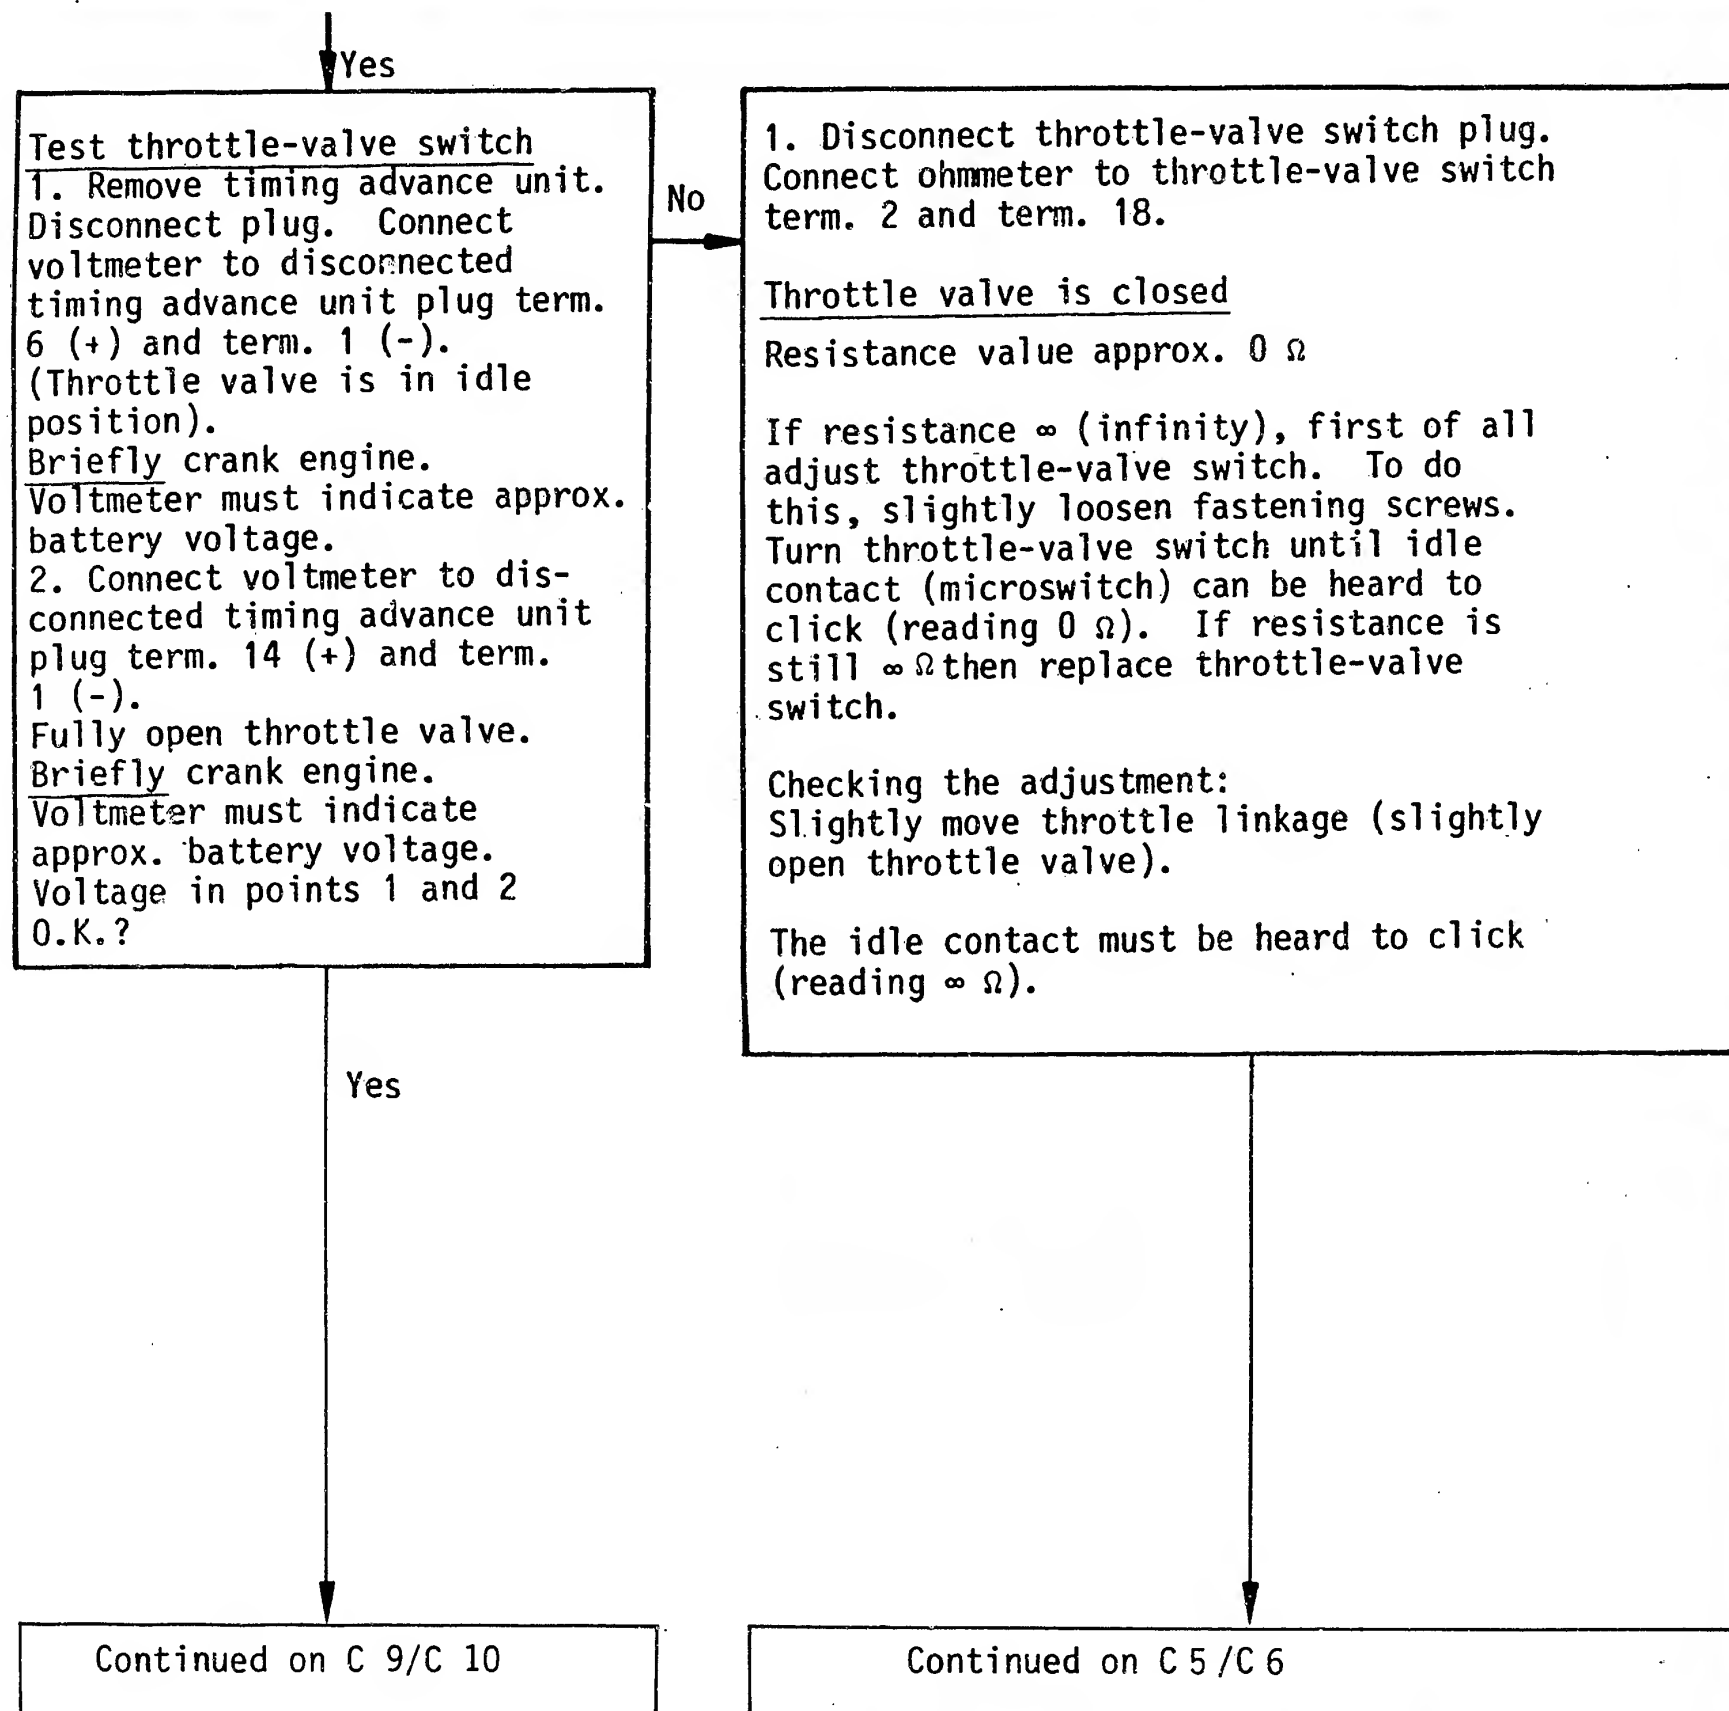 Yes
Test throttle-valve switch
1. Remove timing advance unit.
Disconnect plug. Connect
voltmeter to disconnected
timing advance unit plug term.
6 (+) and term. 1 (-).
(Throttle valve is in idle
position).
Briefly crank engine.
Voltmeter must indicate approx.
battery voltage.
2. Connect voltmeter to dis-
connected timing advance unit
plug term. 14 (+) and term.
1 (-).
Fully open throttle valve.
Briefly crank engine.
Voltmeter must indicate
approx. battery voltage.
Voltage in points 1 and 2
O.K.?
No
1. Disconnect throttle-valve switch plug.
Connect ohmmeter to throttle-valve switch
term. 2 and term. 18.
Throttle valve is closed
Resistance value approx. 0 Ω
If resistance ∞ (infinity), first of all
adjust throttle-valve switch. To do
this, slightly loosen fastening screws.
Turn throttle-valve switch until idle
contact (microswitch) can be heard to
click (reading 0 Ω). If resistance is
still ∞ Ω then replace throttle-valve
switch.
Checking the adjustment:
Slightly move throttle linkage (slightly
open throttle valve).
The idle contact must be heard to click
(reading ∞ Ω).
Yes
Continued on C 9/C 10
Continued on C 5/C 6